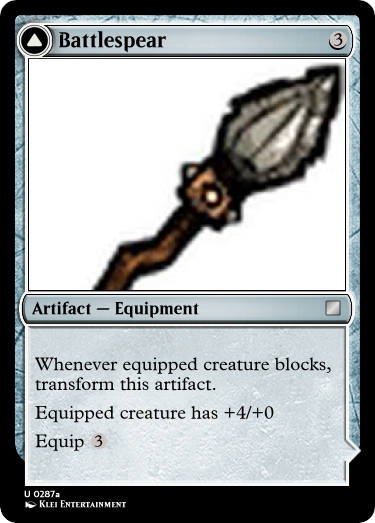 Battlespear 3
Artifact — Equipment
Whenever equipped creature blocks,
transform this artifact.
Equipped creature has +4/+0
Equip 3
U 0287a
Klei Entertainment